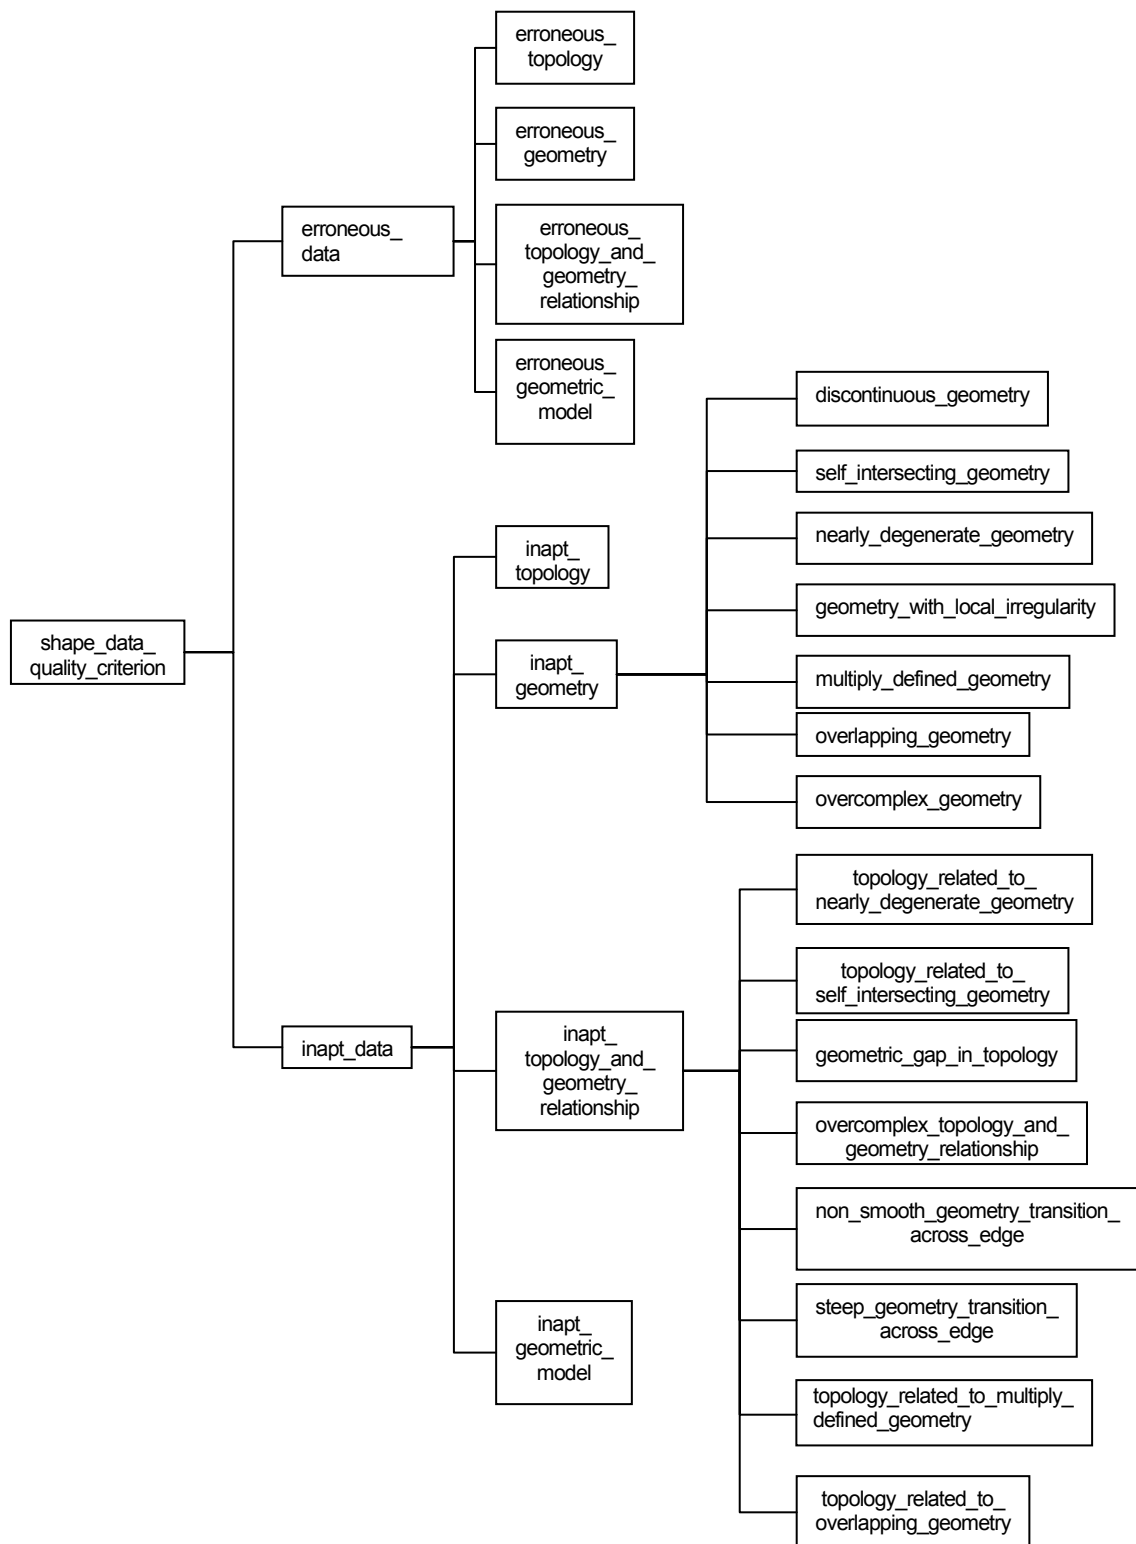 erroneous_
topology
erroneous_
geometry
erroneous_
data
erroneous_
topology_and_
geometry_
relationship
erroneous_
geometric_
model
discontinuous_geometry
self_intersecting_geometry
nearly_degenerate_geometry
geometry_with_local_irregularity
multiply_defined_geometry
overlapping_geometry
overcomplex_geometry
inapt_
topology
shape_data_
quality_criterion
inapt_
geometry
topology_related_to_
nearly_degenerate_geometry
topology_related_to_
self_intersecting_geometry
inapt_data
inapt_
topology_and_
geometry_
relationship
geometric_gap_in_topology
overcomplex_topology_and_
geometry_relationship
non_smooth_geometry_transition_
across_edge
steep_geometry_transition_
across_edge
inapt_
geometric_
model
topology_related_to_multiply_
defined_geometry
topology_related_to_
overlapping_geometry